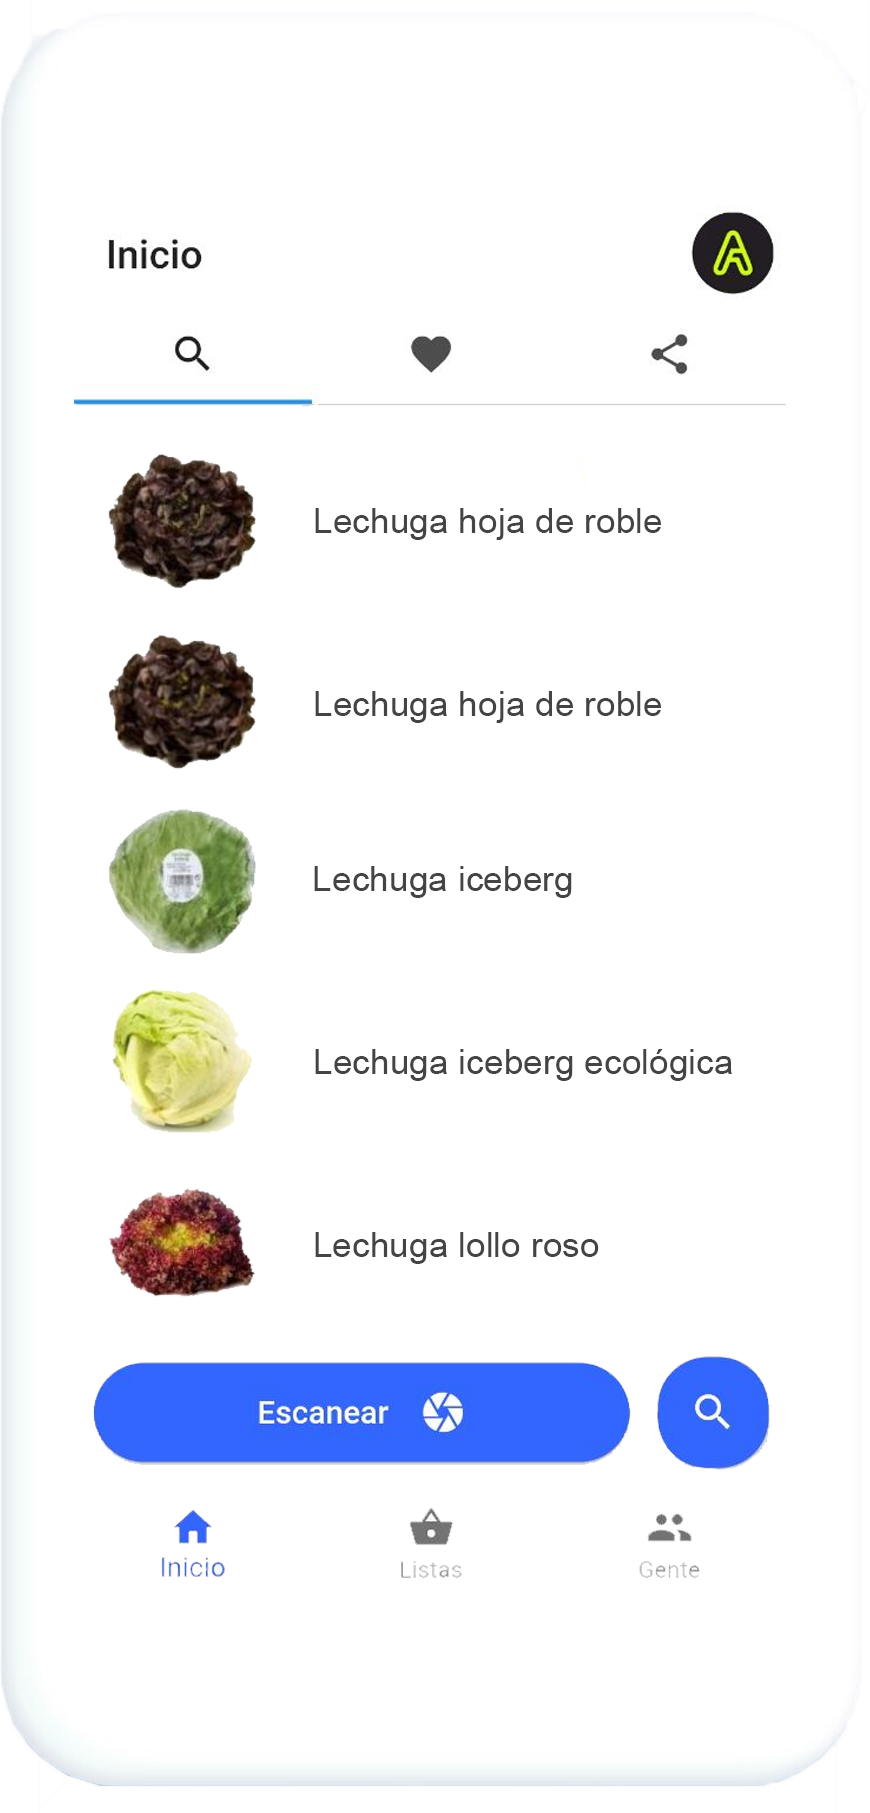 Inicio
Lechuga hoja de roble
Lechuga hoja de roble
Lechuga iceberg
Lechuga iceberg ecológica
Lechuga lollo roso
Escanear
Inicio
Listas
Gente